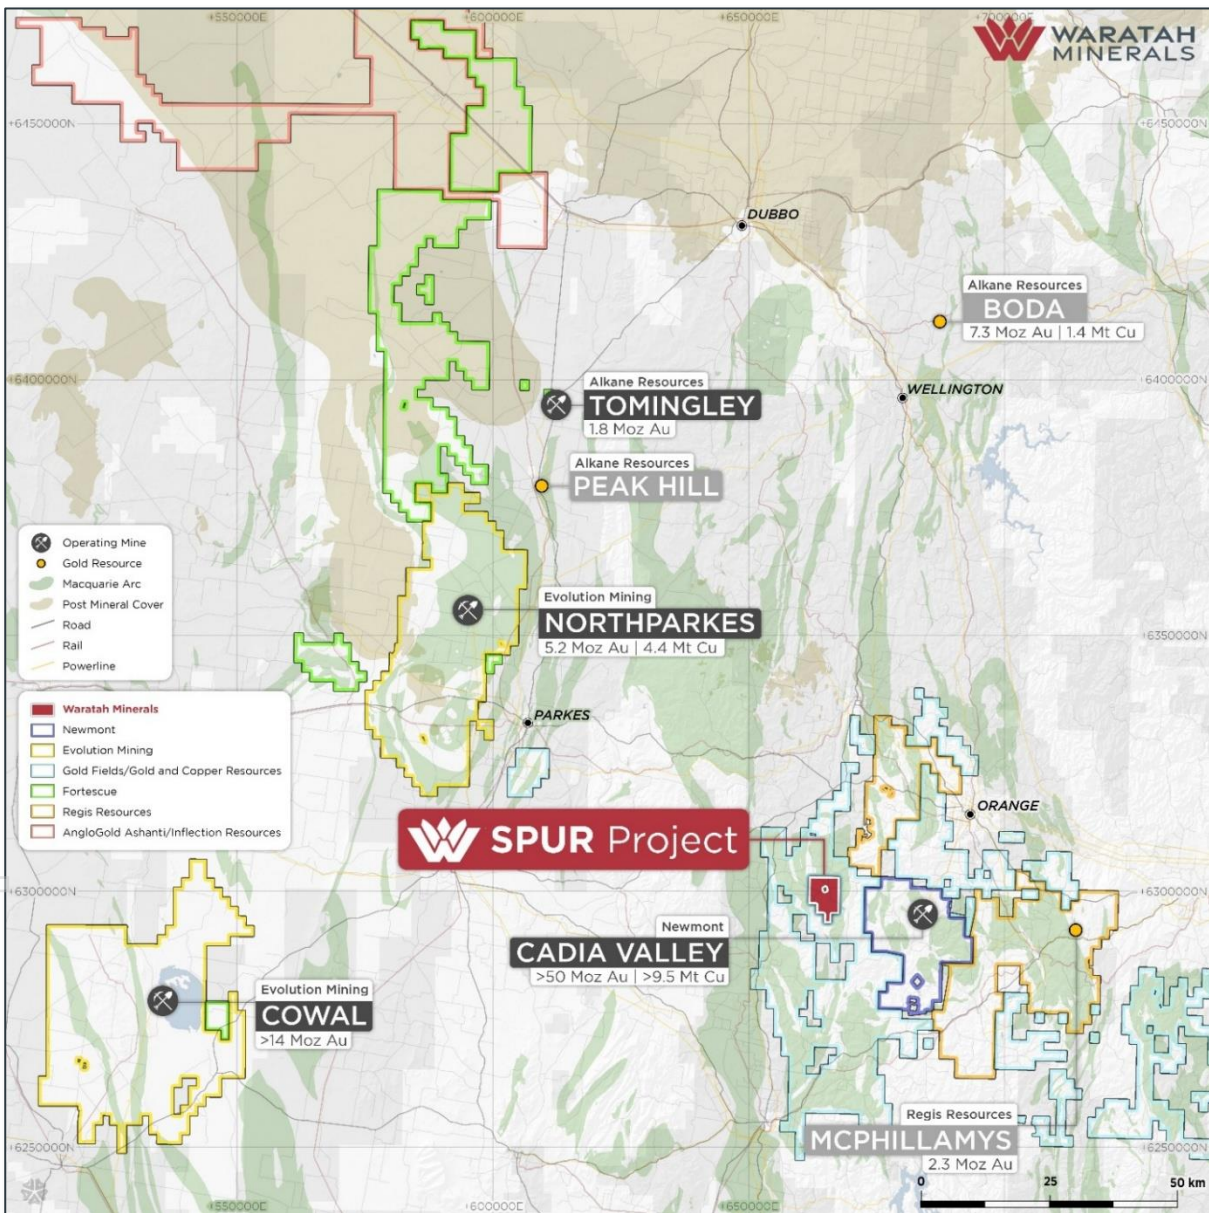 +550000E
+600000E
+650000E
+700000E
WARATAH
MINERALS
+6450000N
+6450000N
DUBBO
Alkane Resources
BODA
7.3 Moz Au | 1.4 Mt Cu
+6400000N
+6400000N
Alkane Resources
TOMINGLEY
1.8 Moz Au
WELLINGTON
Alkane Resources
PEAK HILL
Operating Mine
Gold Resource
Macquarie Arc
Post Mineral Cover
Road
Rail
Powerline
Evolution Mining
NORTHPARKES
5.2 Moz Au | 4.4 Mt Cu
+6350000N
Waratah Minerals
Newmont
Evolution Mining
Gold Fields/Gold and Copper Resources
Fortescue
Regis Resources
AngloGold Ashanti/Inflection Resources
PARKES
ORANGE
SPUR Project
+6300000N
+6300000N
Newmont
CADIA VALLEY
>50 Moz Au | >9.5 Mt Cu
Evolution Mining
COWAL
>14 Moz Au
Regis Resources
MCPHILLAMYS
2.3 Moz Au
+6250000N
+6250000N
0
25
50 km
+550000E
+600000E
+650000E